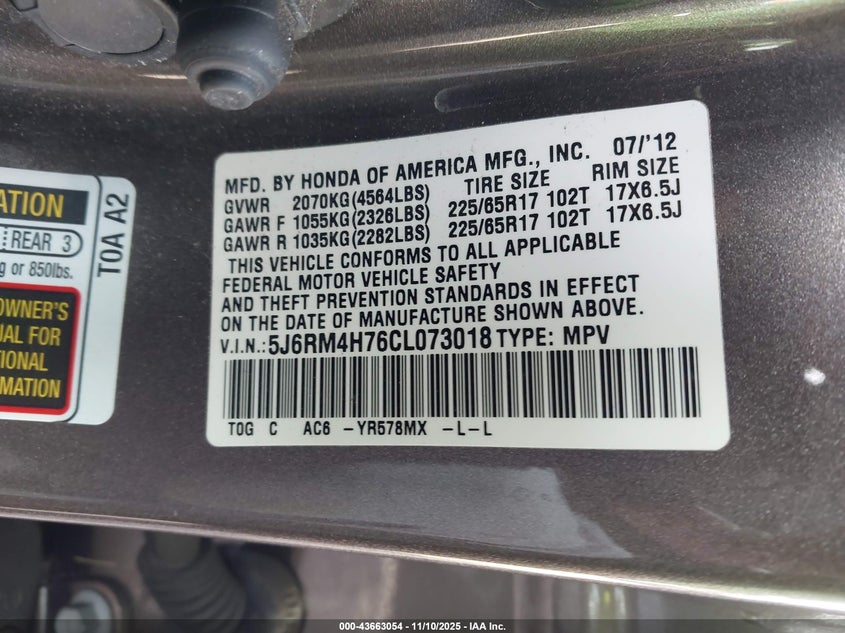 MFD. BY HONDA OF AMERICA MFG., INC. 07/'12
GVWR 2070KG(4564LBS) TIRE SIZE RIM SIZE
GAWR F 1055KG(2326LBS) 225/65R17 102T 17X6.5J
GAWR R 1035KG(2282LBS) 225/65R17 102T 17X6.5J
THIS VEHICLE CONFORMS TO ALL APPLICABLE
FEDERAL MOTOR VEHICLE SAFETY
AND THEFT PREVENTION STANDARDS IN EFFECT
ON THE DATE OF MANUFACTURE SHOWN ABOVE.
V.I.N.:5J6RM4H76CL073018 TYPE: MPV
T0G C AC6 -YR578MX -L-L
ATION
REAR 3
g or 850lbs.
OWNER'S
UAL FOR
TIONAL
RMATION
T0A A2
000-43663054 - 11/10/2025 - IAA Inc.